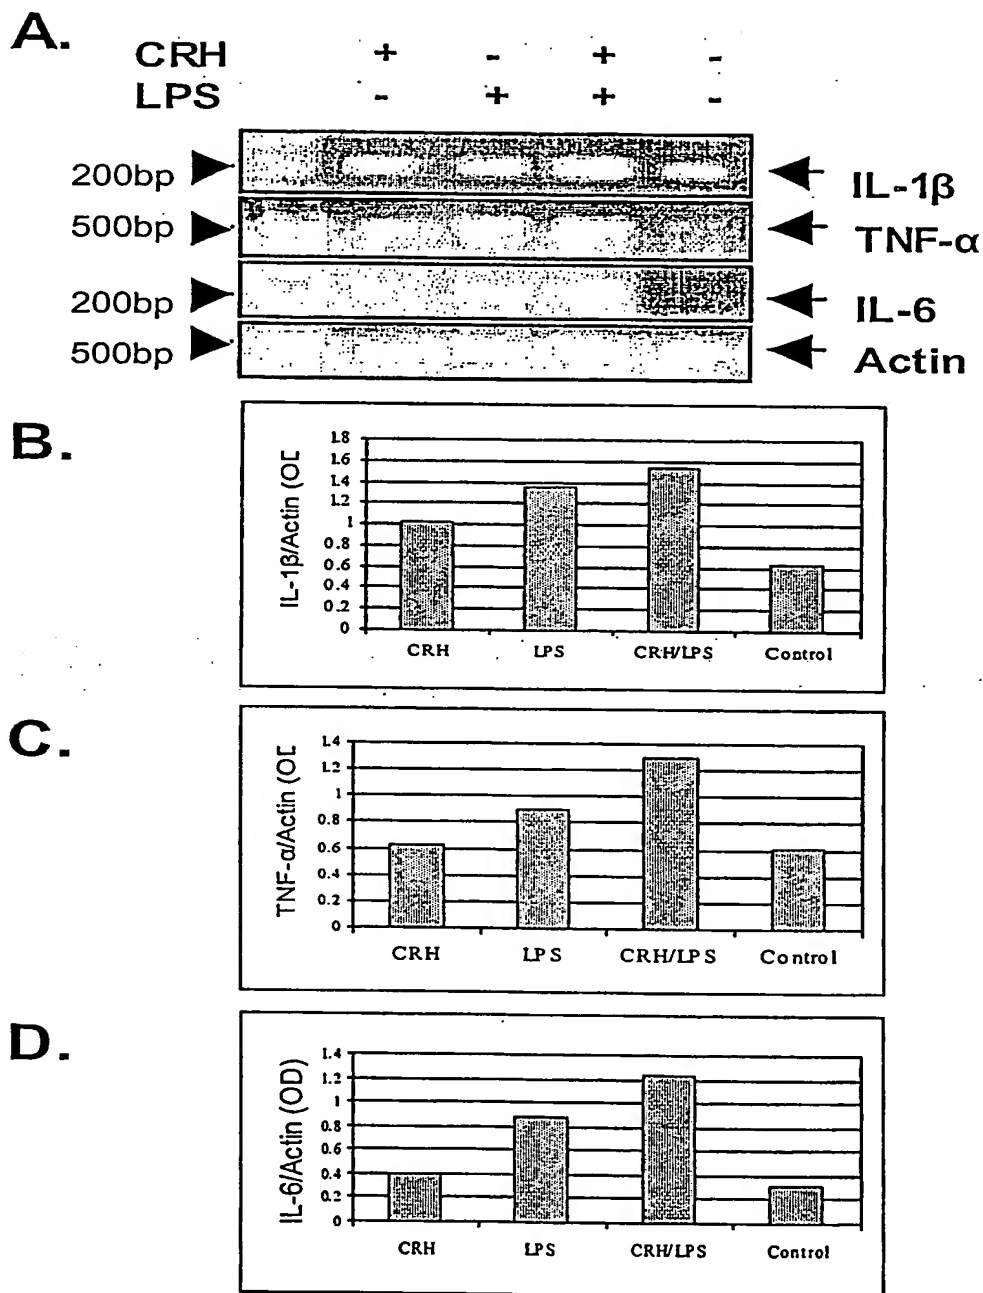 A.
CRH + - + -
LPS - + + -
200bp IL-1β
500bp TNF-α
200bp IL-6
500bp Actin
B.
IL-1β/Actin (OD
1.8
1.6
1.4
1.2
1
0.8
0.6
0.4
0.2
0
CRH LPS CRH/LPS Control
C.
TNF-α/Actin (OD
1.4
1.2
1
0.8
0.6
0.4
0.2
0
CRH LPS CRH/LPS Control
D.
IL-6/Actin (OD)
1.4
1.2
1
0.8
0.6
0.4
0.2
0
CRH LPS CRH/LPS Control